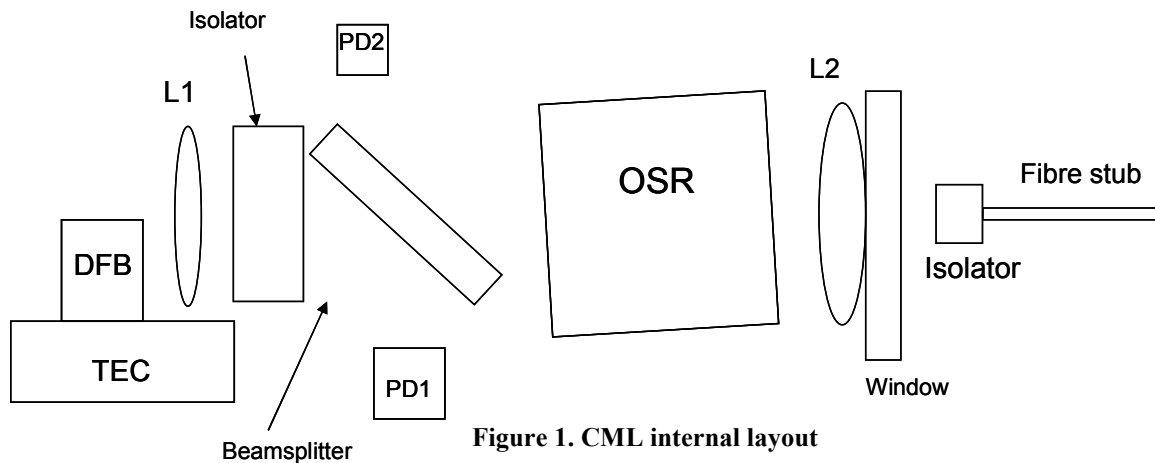 Isolator
PD2
L1
L2
OSR
Fibre stub
DFB
Isolator
TEC
PD1
Window
Beamsplitter
Figure 1. CML internal layout